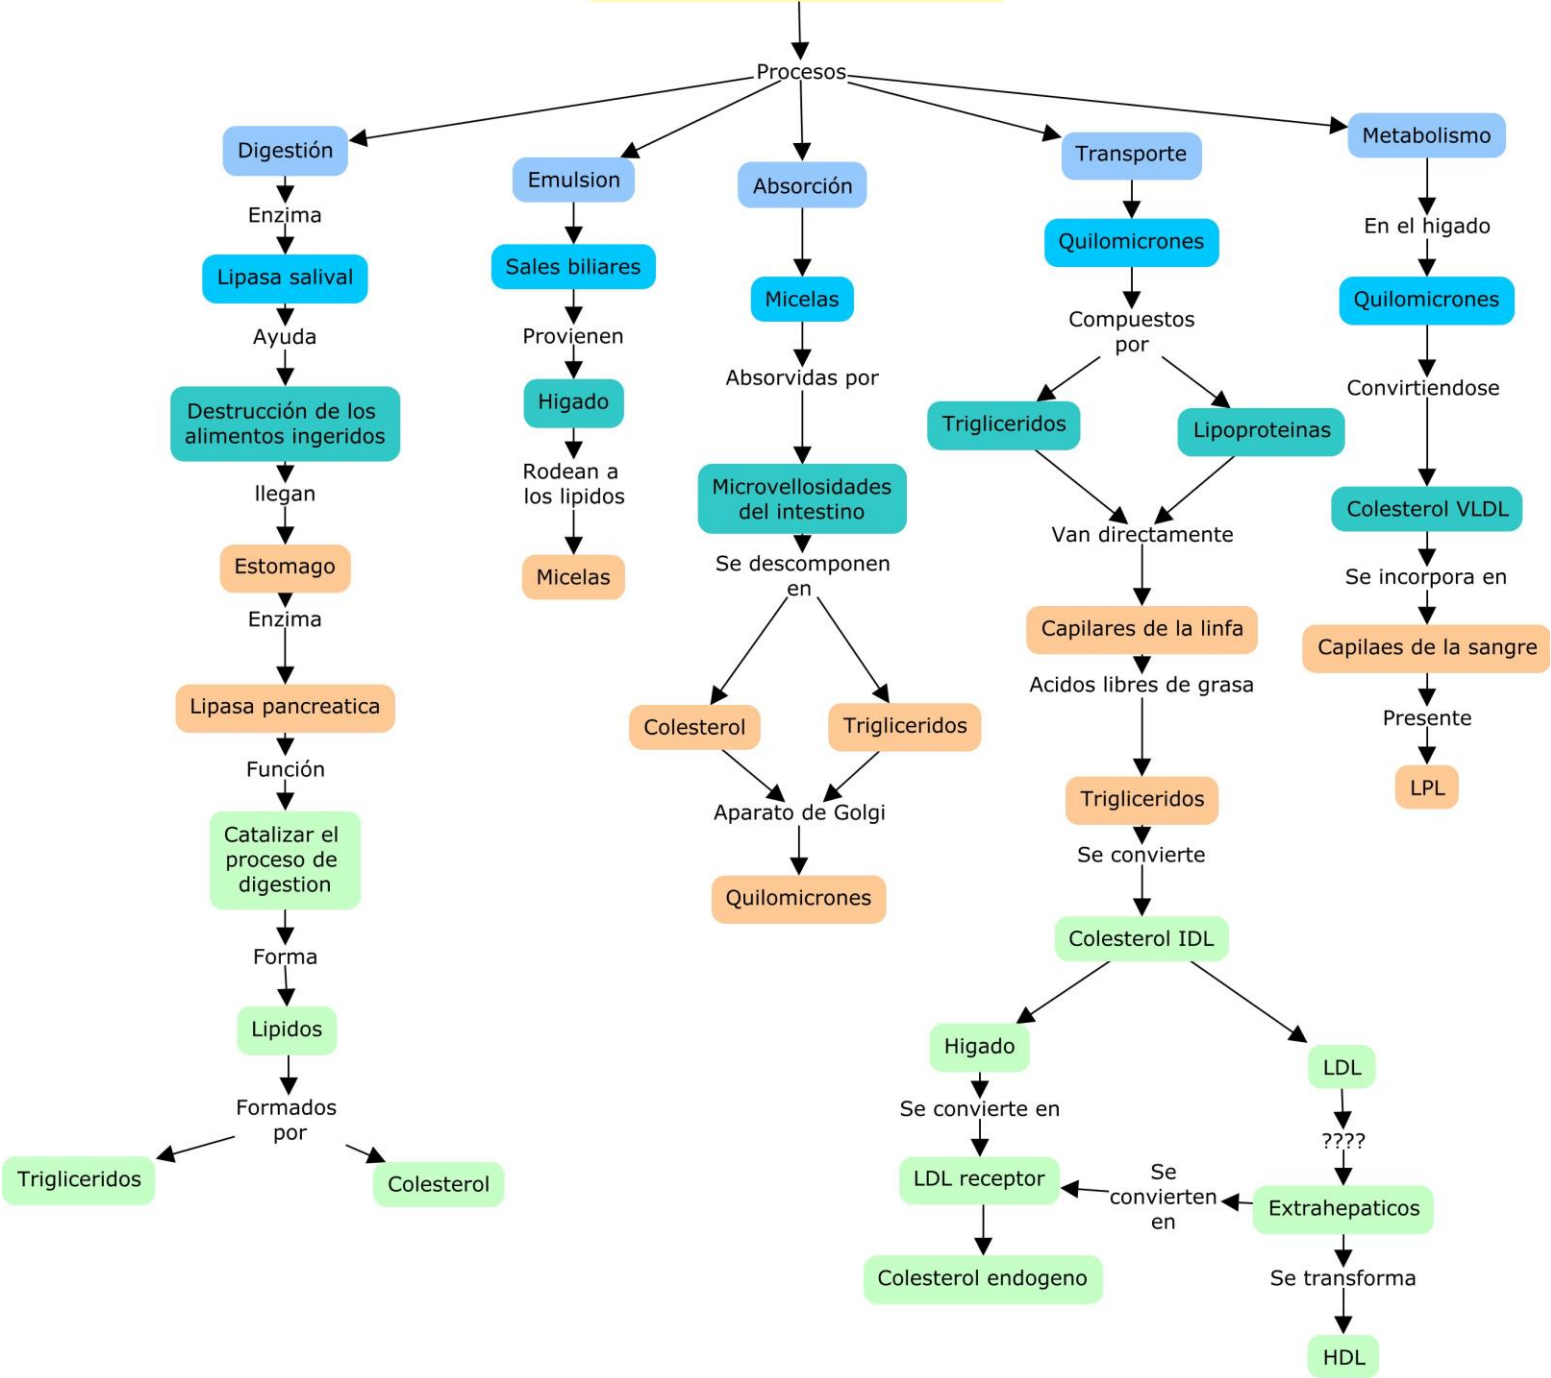 Procesos
Digestión
Enzima
Lipasa salival
Ayuda
Destrucción de los
alimentos ingeridos
llegan
Estomago
Enzima
Lipasa pancreatica
Función
Catalizar el
proceso de
digestion
Forma
Lipidos
Formados
por
Trigliceridos
Colesterol
Emulsion
Sales biliares
Provienen
Higado
Rodean a
los lipidos
Micelas
Absorción
Micelas
Absorvidas por
Microvellosidades
del intestino
Se descomponen
en
Colesterol
Trigliceridos
Aparato de Golgi
Quilomicrones
Transporte
Quilomicrones
Compuestos
por
Trigliceridos
Lipoproteinas
Van directamente
Capilares de la linfa
Acidos libres de grasa
Trigliceridos
Se convierte
Colesterol IDL
Higado
Se convierte en
LDL receptor
Colesterol endogeno
LDL
????
Extrahepaticos
Se
convierten
en
Se transforma
HDL
Metabolismo
En el higado
Quilomicrones
Convirtiendose
Colesterol VLDL
Se incorpora en
Capilaes de la sangre
Presente
LPL